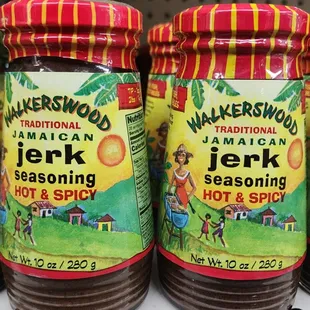 WALKERSWOOD
TRADITIONAL
JAMAICAN
jerk
seasoning
HOT & SPICY
Net Wt. 10 oz / 280 g
WALKERSWOOD
TRADITIONAL
JAMAICAN
jerk
seasoning
HOT & SPICY
Net Wt. 10 oz / 280 g